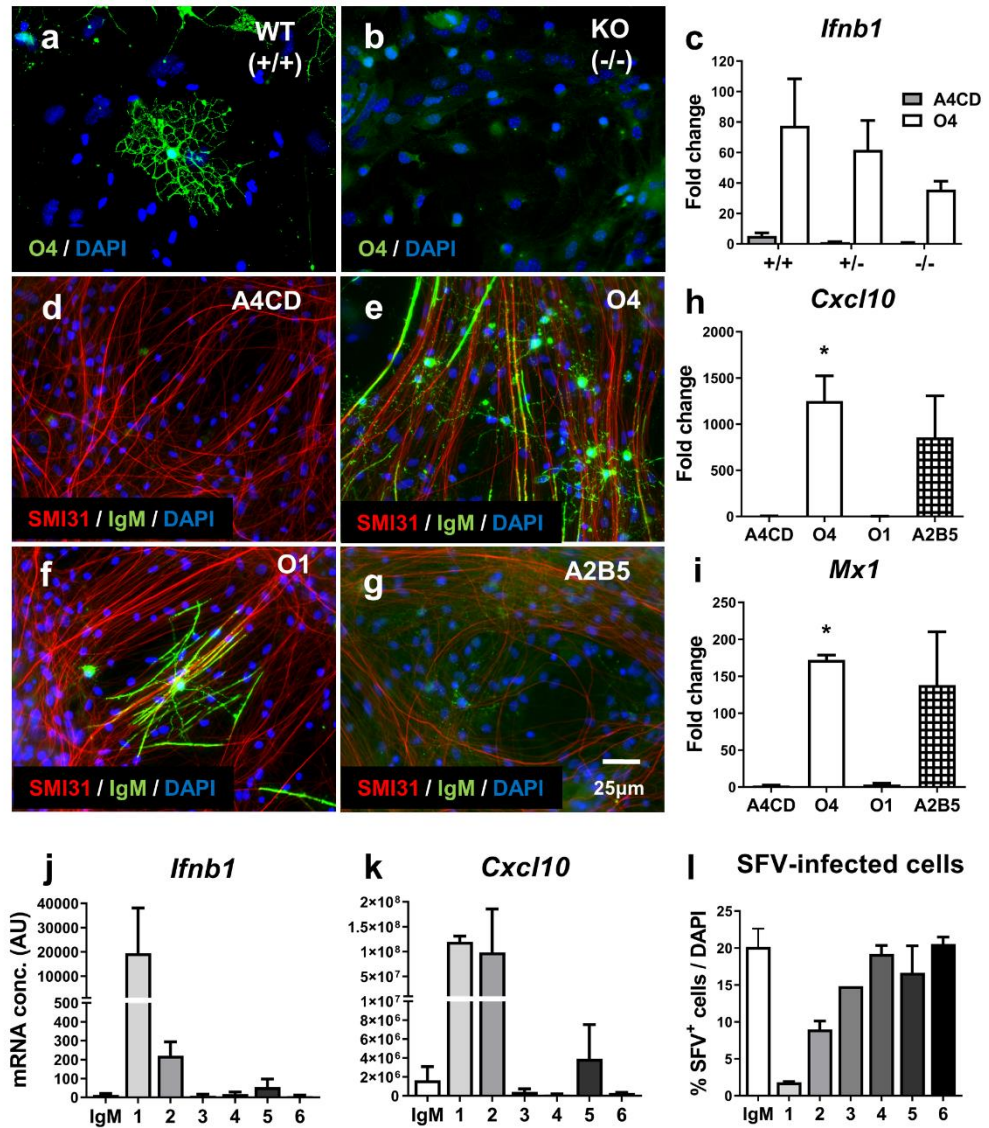 a
WT
(+/+)
O4 / DAPI
b
KO
(-/-)
O4 / DAPI
c
Ifnb1
Fold change
120
100
80
60
40
20
0
A4CD
O4
+/+ +/- -/-
d
A4CD
SMI31 / IgM / DAPI
e
O4
SMI31 / IgM / DAPI
h
Cxcl10
Fold change
2000
1500
1000
500
0
*
A4CD O4 O1 A2B5
f
O1
SMI31 / IgM / DAPI
g
A2B5
25µm
SMI31 / IgM / DAPI
i
Mx1
Fold change
250
200
150
100
50
0
*
A4CD O4 O1 A2B5
j
Ifnb1
mRNA conc. (AU)
40000
30000
20000
10000
500
400
300
200
100
0
IgM 1 2 3 4 5 6
k
Cxcl10
2×10⁸
2×10⁸
1×10⁸
5×10⁷
1×10⁷
8×10⁶
6×10⁶
4×10⁶
2×10⁶
0
IgM 1 2 3 4 5 6
l
SFV-infected cells
% SFV⁺ cells / DAPI
25
20
15
10
5
0
IgM 1 2 3 4 5 6